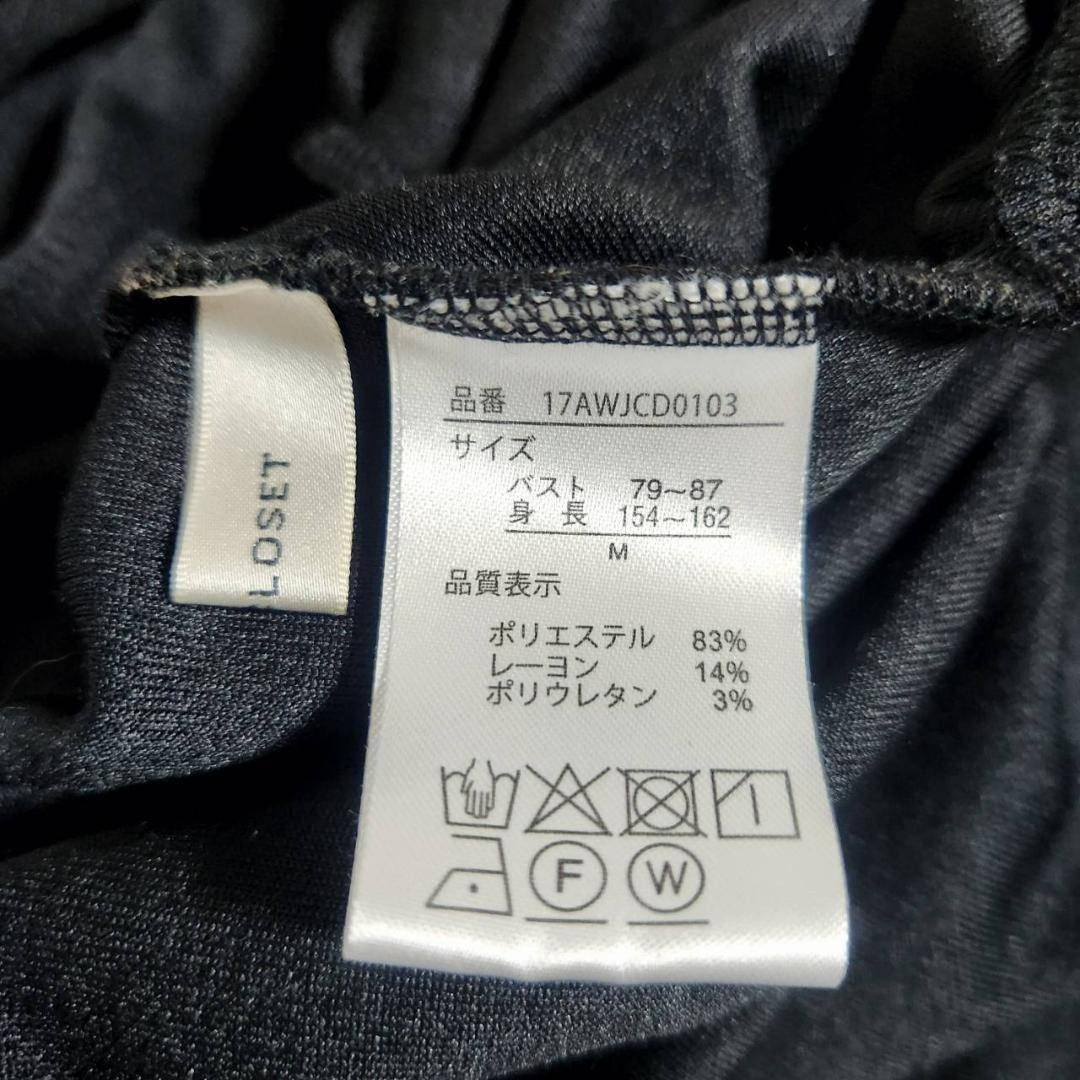 LOSET
品番 17AWJCD0103
サイズ
バスト 79~87
身 長 154~162
M
品質表示
ポリエステル 83%
レーヨン 14%
ポリウレタン 3%
F W